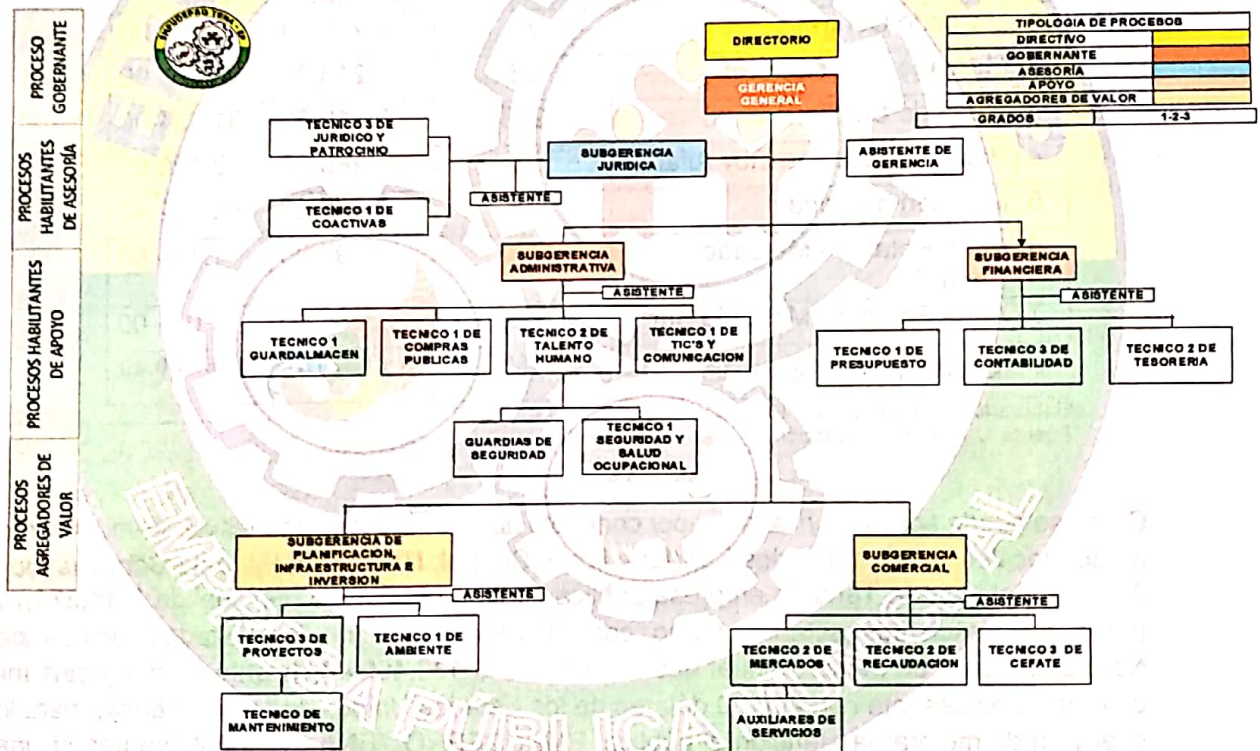 PROCESO
GOBERNANTE
PROCESOS
HABILITANTES
DE ASESORÍA
PROCESOS HABILITANTES
DE APOYO
PROCESOS
AGREGADORES DE
VALOR
DIRECTORIO
GERENCIA
GENERAL
TIPOLOGIA DE PROCESOS
DIRECTIVO
GOBERNANTE
ASESORÍA
APOYO
AGREGADORES DE VALOR
GRADOS 1-2-3
TECNICO 3 DE
JURIDICO Y
PATROCINIO
SUBGERENCIA
JURIDICA
ASISTENTE DE
GERENCIA
ASISTENTE
TECNICO 1 DE
COACTIVAS
SUBGERENCIA
ADMINISTRATIVA
SUBGERENCIA
FINANCIERA
ASISTENTE
ASISTENTE
TECNICO 1
GUARDALMACEN
TECNICO 1 DE
COMPRAS
PUBLICAS
TECNICO 2 DE
TALENTO
HUMANO
TECNICO 1 DE
TIC'S Y
COMUNICACION
TECNICO 1 DE
PRESUPUESTO
TECNICO 3 DE
CONTABILIDAD
TECNICO 2 DE
TESORERIA
GUARDIAS DE
SEGURIDAD
TECNICO 1
SEGURIDAD Y
SALUD
OCUPACIONAL
SUBGERENCIA DE
PLANIFICACION,
INFRAESTRUCTURA E
INVERSION
SUBGERENCIA
COMERCIAL
ASISTENTE
ASISTENTE
TECNICO 3 DE
PROYECTOS
TECNICO 1 DE
AMBIENTE
TECNICO 2 DE
MERCADOS
TECNICO 2 DE
RECAUDACION
TECNICO 3 DE
CEFATE
TECNICO DE
MANTENIMIENTO
AUXILIARES DE
SERVICIOS
EMPRESA PÚBLICA MUNICIPAL